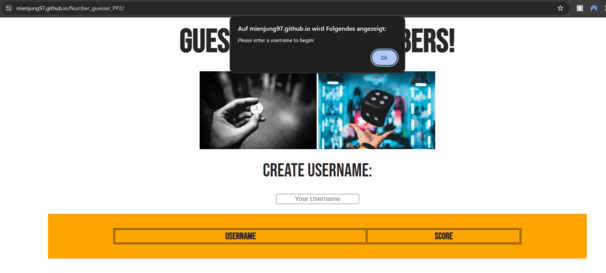 mienjung97.github.io/Number_guesser_PP2/
Auf mienjung97.github.io wird Folgendes angezeigt:
Please enter a username to begin!
Ok
GUES BERS!
CREATE USERNAME:
Your Username
USERNAME SCORE